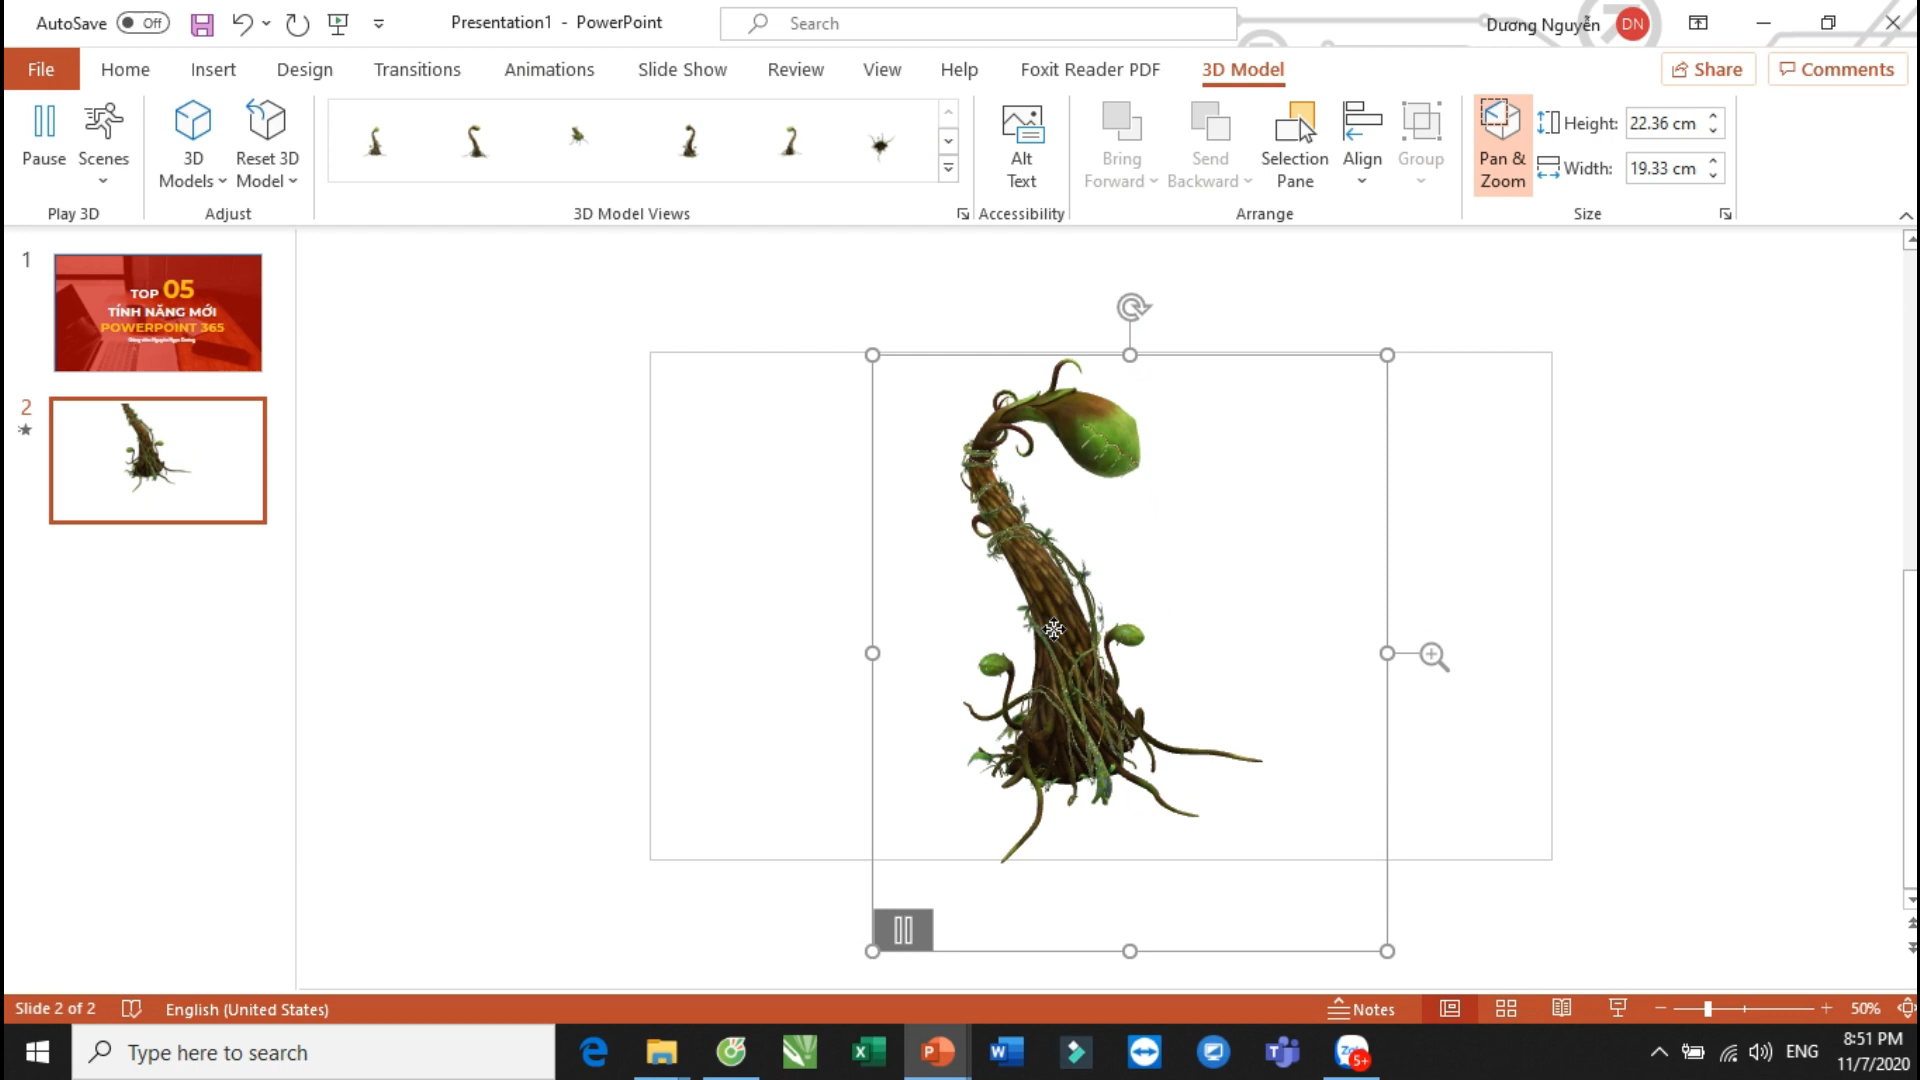 AutoSave Off Presentation1 - PowerPoint Search Dương Nguyễn DN
File Home Insert Design Transitions Animations Slide Show Review View Help Foxit Reader PDF 3D Model Share Comments
Pause Scenes 3D Models Reset 3D Model Alt Text Bring Forward Send Backward Selection Pane Align Group Pan & Zoom
Height: 22.36 cm
Width: 19.33 cm
Play 3D Adjust 3D Model Views Accessibility Arrange Size
1
TOP 05
TÍNH NĂNG MỚI
POWERPOINT 365
2
Slide 2 of 2 English (United States) Notes 50%
Type here to search
5+
ENG
8:51 PM
11/7/2020